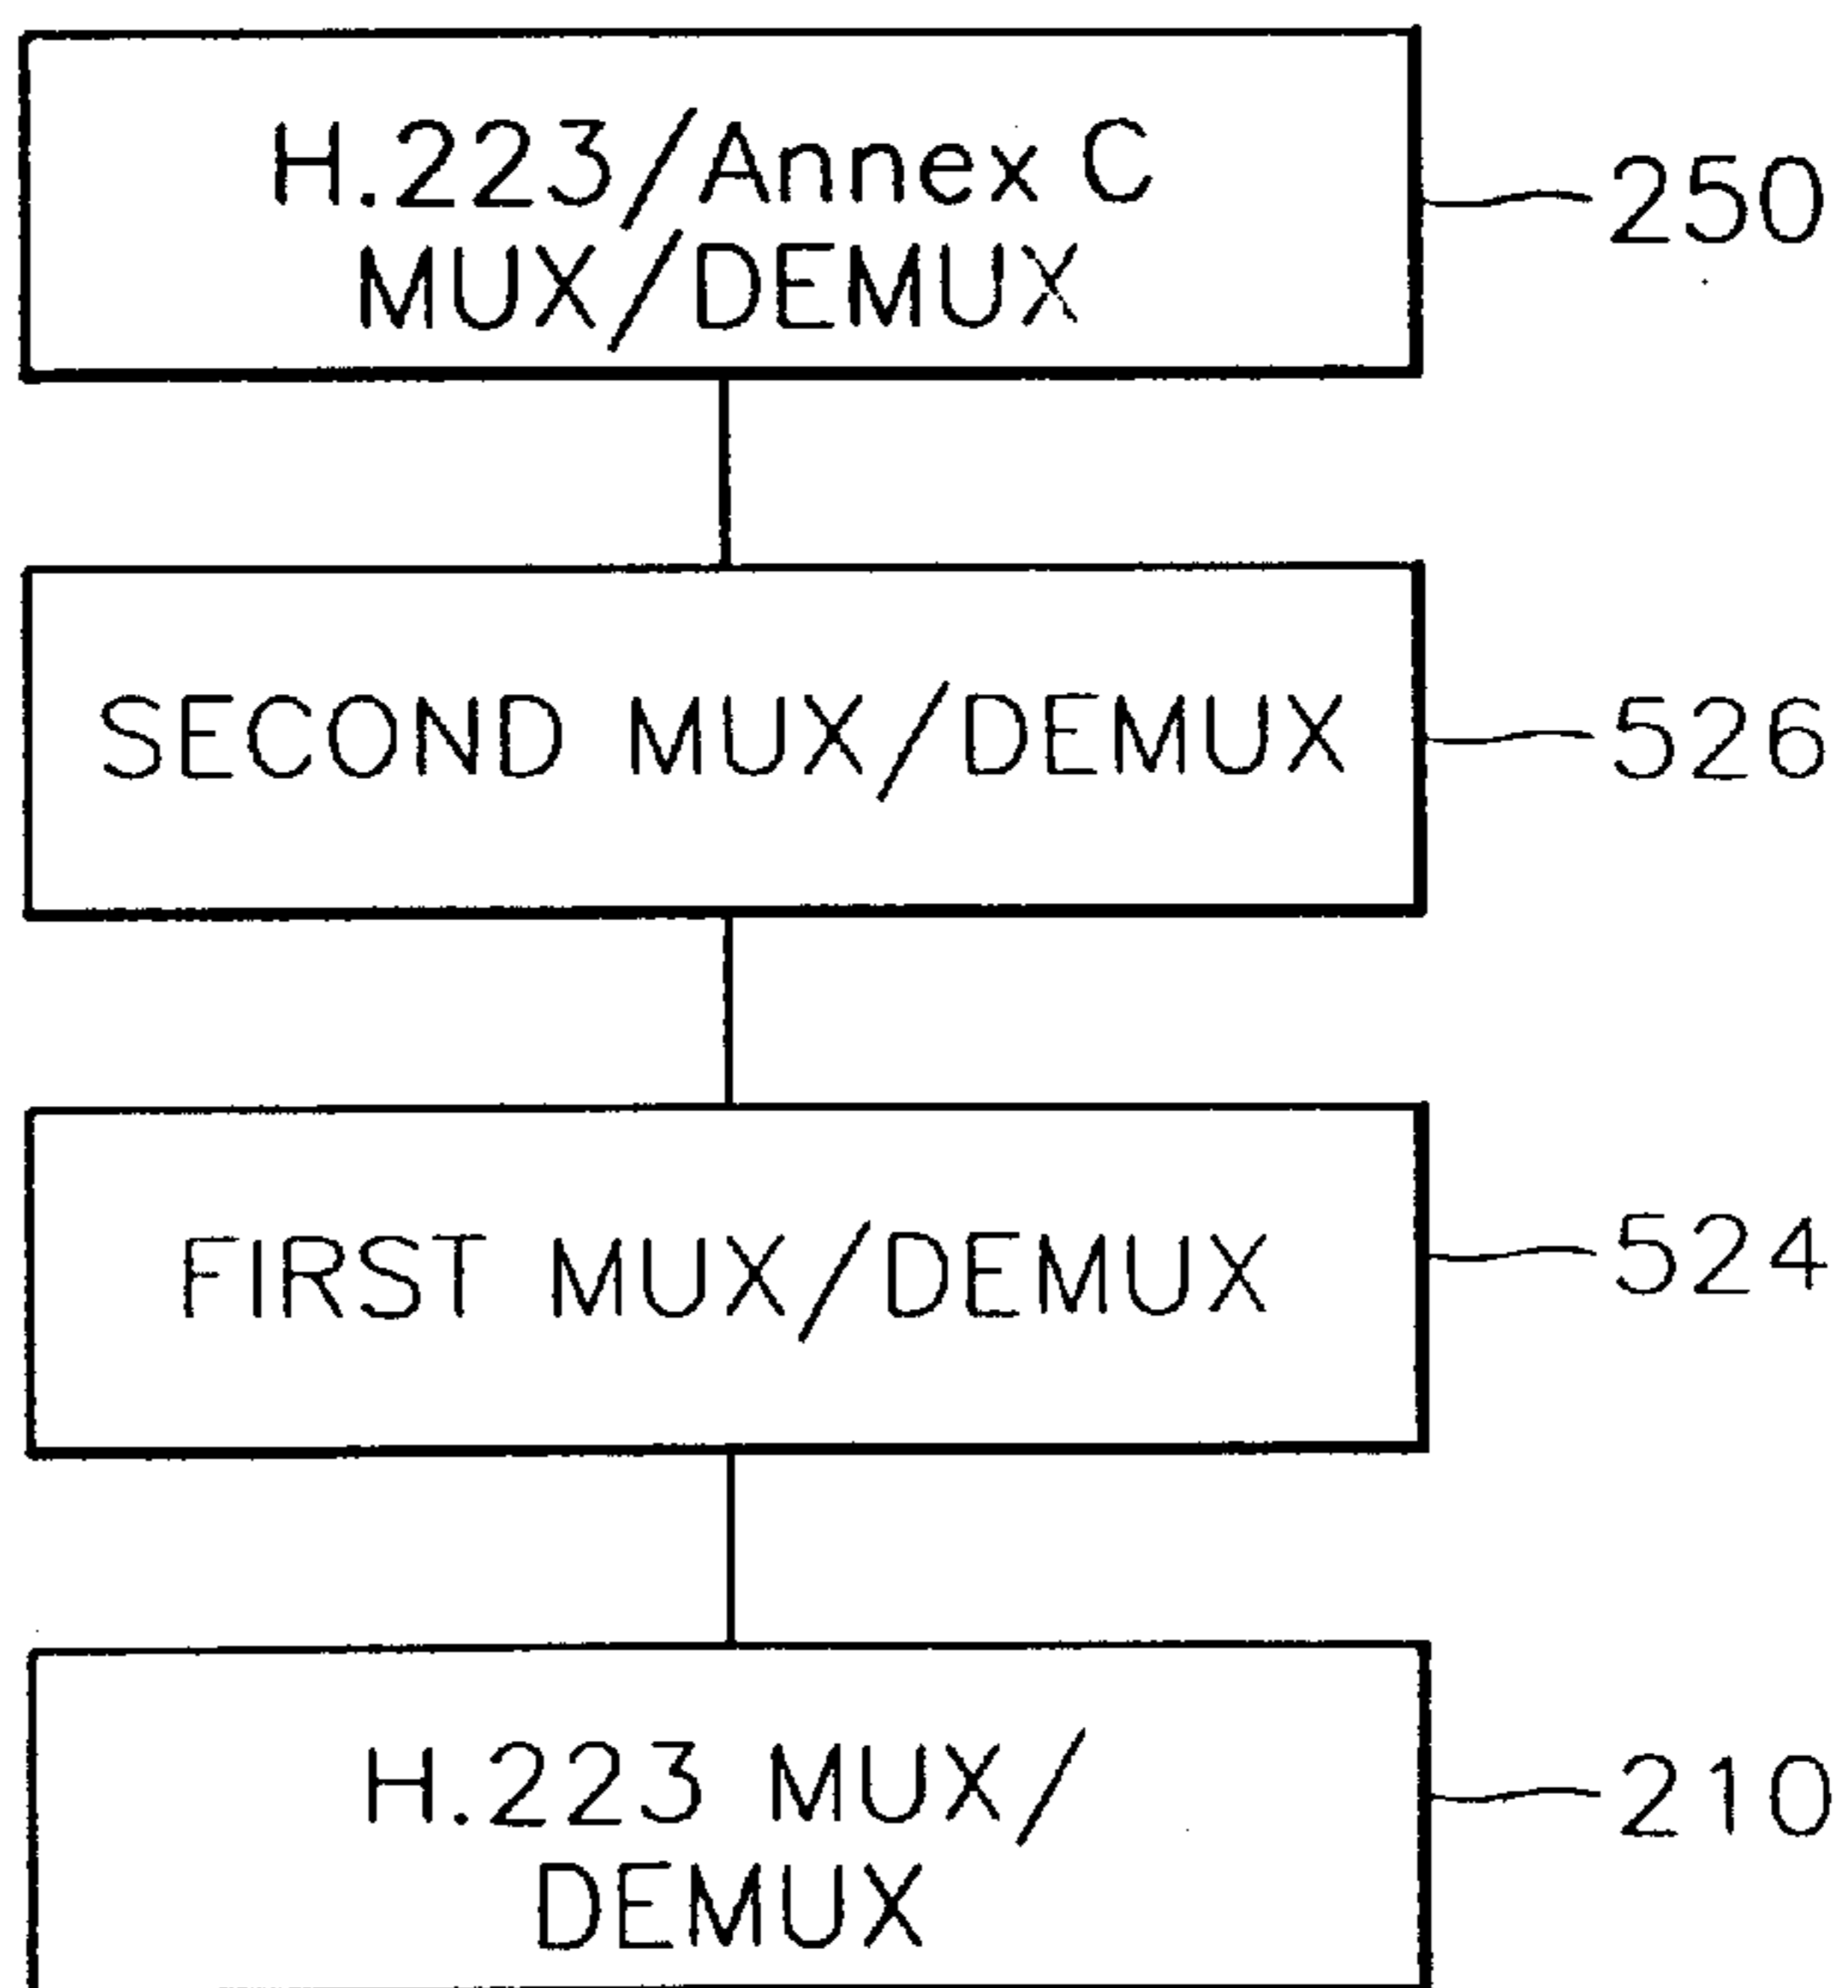 H.223/Annex C
MUX/DEMUX
250
SECOND MUX/DEMUX
526
FIRST MUX/DEMUX
524
H.223 MUX/
DEMUX
210